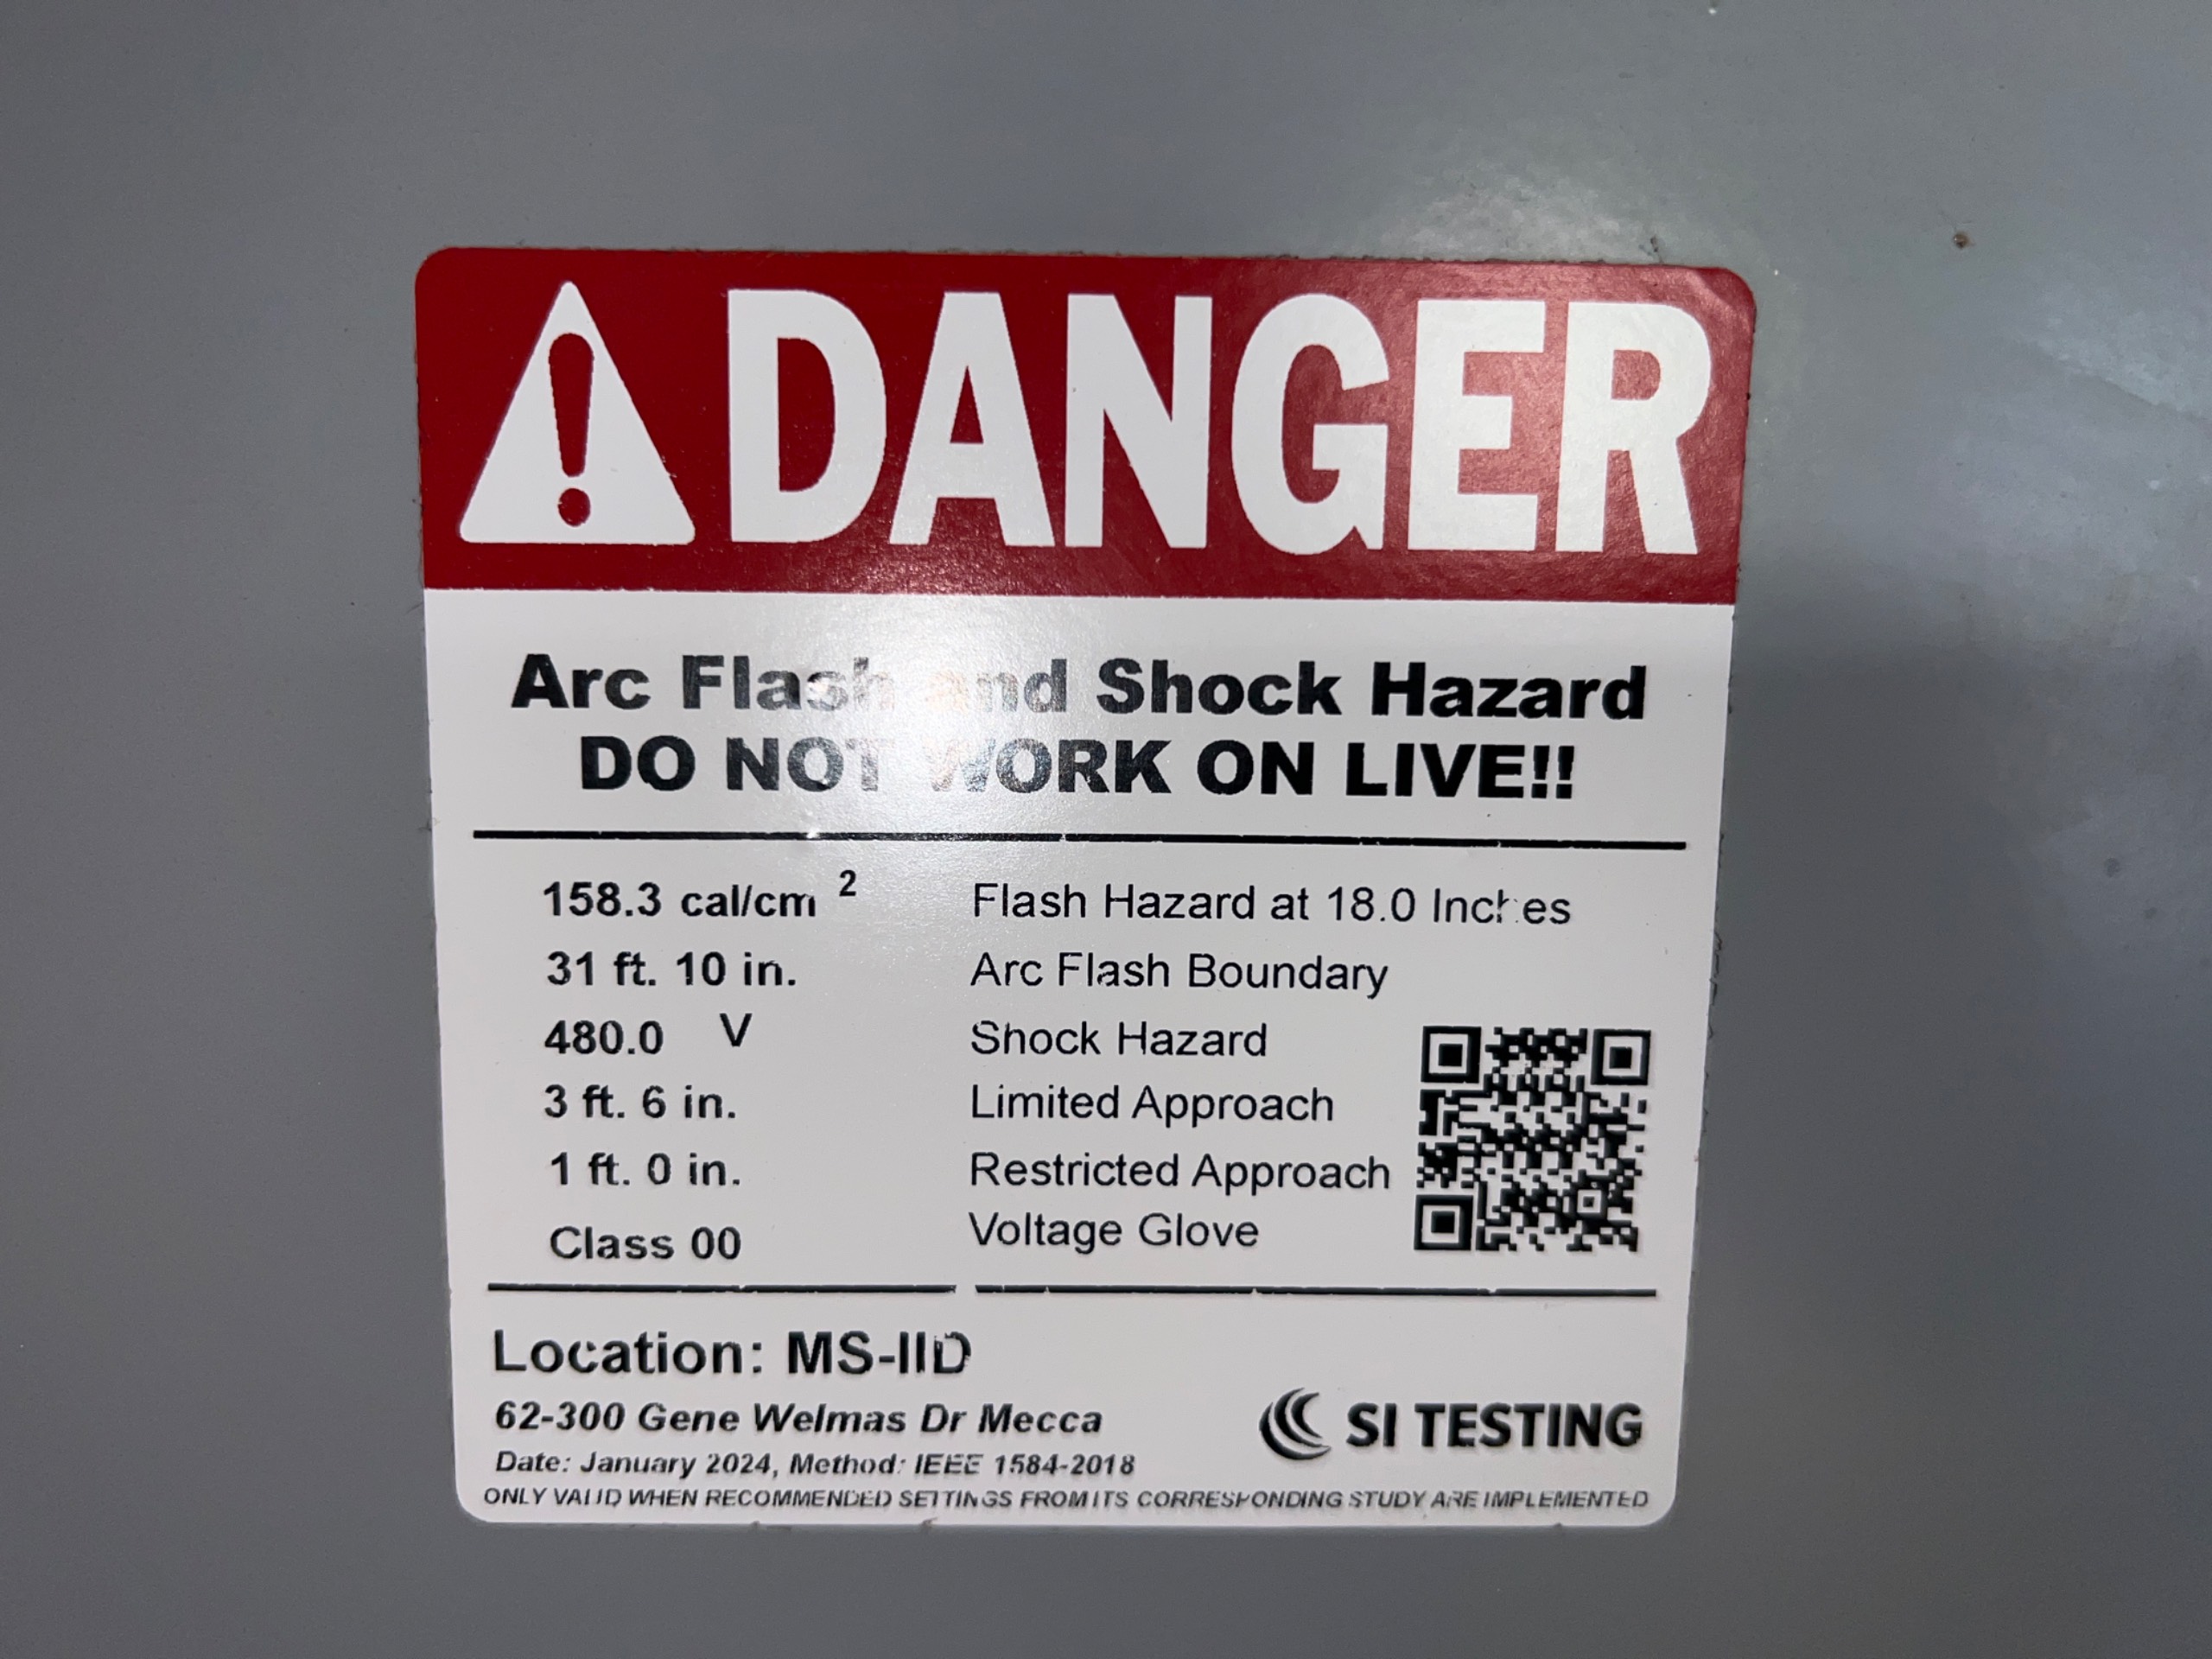 DANGER
Arc Flash and Shock Hazard
DO NOT WORK ON LIVE!!
158.3 cal/cm 2 Flash Hazard at 18.0 Inches
31 ft. 10 in. Arc Flash Boundary
480.0 V Shock Hazard
3 ft. 6 in. Limited Approach
1 ft. 0 in. Restricted Approach
Class 00 Voltage Glove
Location: MS-IID
62-300 Gene Welmas Dr Mecca
SI TESTING
Date: January 2024, Method: IEEE 1584-2018
ONLY VALID WHEN RECOMMENDED SETTINGS FROM ITS CORRESPONDING STUDY ARE IMPLEMENTED